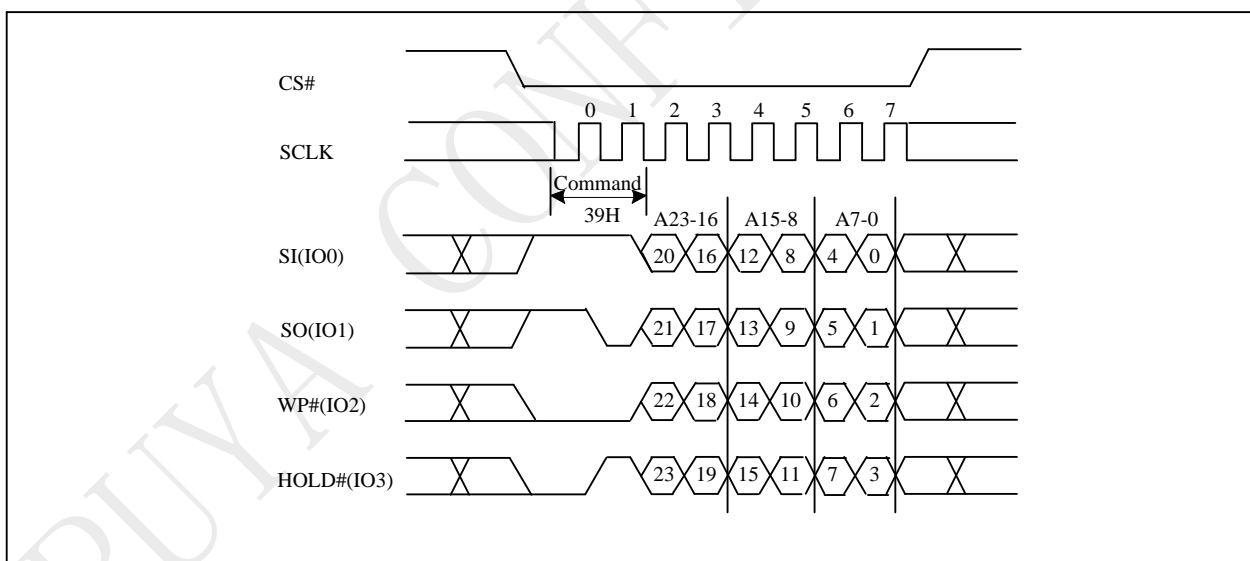 CS#
0 1 2 3 4 5 6 7
SCLK
Command
39H
A23-16 A15-8 A7-0
SI(IO0) 20 16 12 8 4 0
SO(IO1) 21 17 13 9 5 1
WP#(IO2) 22 18 14 10 6 2
HOLD#(IO3) 23 19 15 11 7 3
PUYA CONF